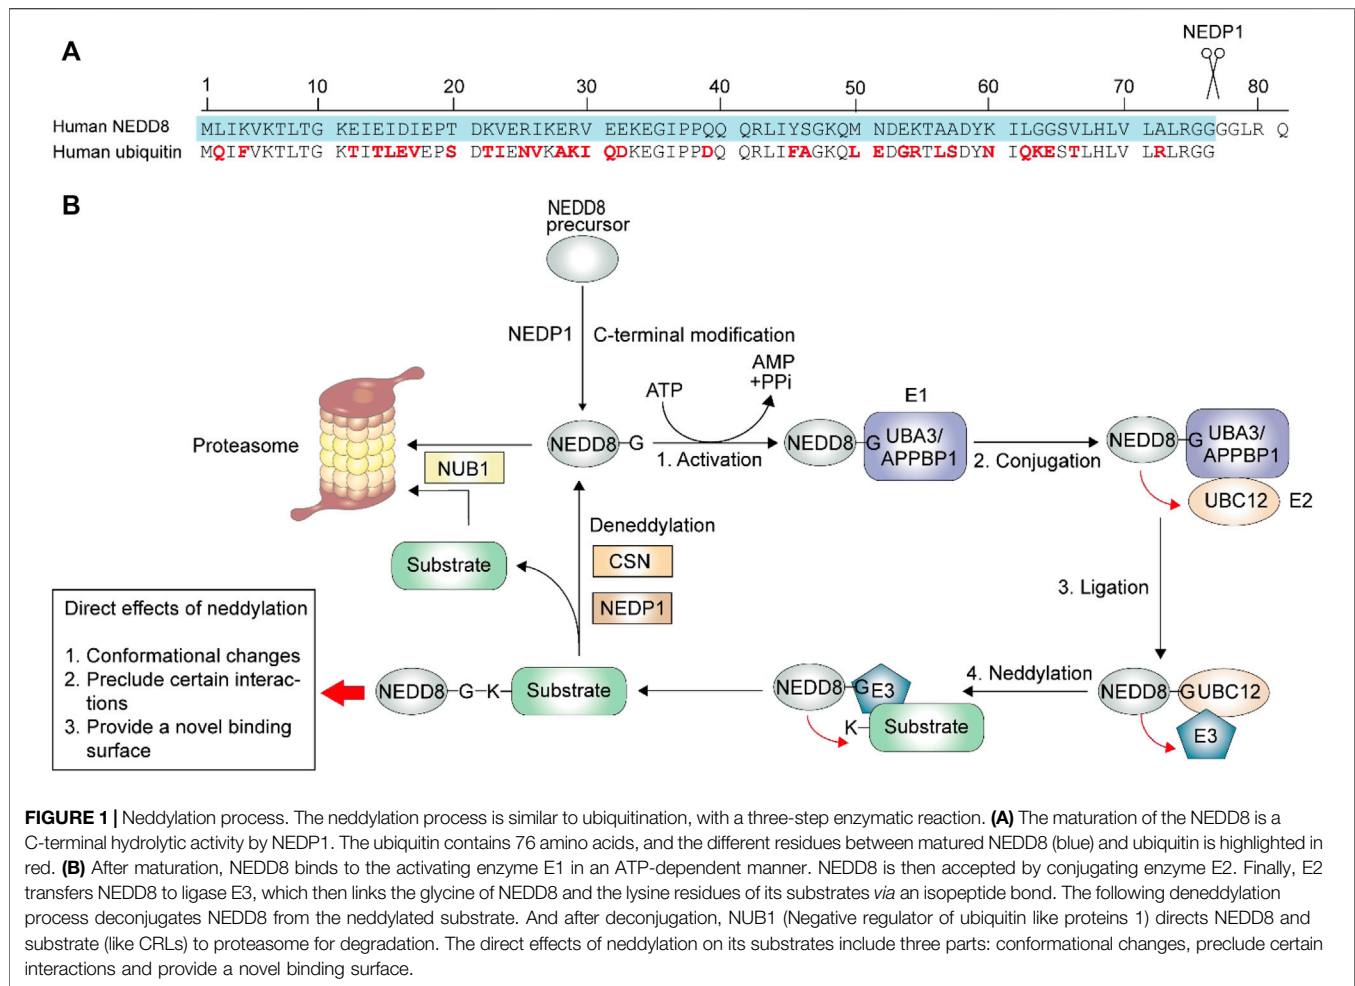 A
NEDP1
1 10 20 30 40 50 60 70 80
Human NEDD8 MLIKVKTLTG KEIEIDIEPT DKVERIKERV EEKEGIPPQQ QRLIYSGKQM NDEKTAADYK ILGGSVLHLV LALRGGGGLR Q
Human ubiquitin MQIFVKTLTG KTITLEVEPS DTIENVKAKI QDKEGIPPDQ QRLIFAGKQL EDGRTLSDYN IQKESTLHLV LRLRGG
B
NEDD8
precursor
NEDP1
C-terminal modification
ATP
AMP
+PPi
E1
Proteasome
NUB1
NEDD8
G
1. Activation
NEDD8
G
UBA3/
APPBP1
2. Conjugation
NEDD8
G
UBA3/
APPBP1
UBC12
E2
Deneddylation
CSN
NEDP1
Substrate
3. Ligation
Direct effects of neddylation
1. Conformational changes
2. Preclude certain interac-
tions
3. Provide a novel binding
surface
NEDD8
G
K
Substrate
NEDD8
G
E3
K
Substrate
4. Neddylation
NEDD8
G
UBC12
E3
FIGURE 1 | Neddylation process. The neddylation process is similar to ubiquitination, with a three-step enzymatic reaction. (A) The maturation of the NEDD8 is a
C-terminal hydrolytic activity by NEDP1. The ubiquitin contains 76 amino acids, and the different residues between matured NEDD8 (blue) and ubiquitin is highlighted in
red. (B) After maturation, NEDD8 binds to the activating enzyme E1 in an ATP-dependent manner. NEDD8 is then accepted by conjugating enzyme E2. Finally, E2
transfers NEDD8 to ligase E3, which then links the glycine of NEDD8 and the lysine residues of its substrates via an isopeptide bond. The following deneddylation
process deconjugates NEDD8 from the neddylated substrate. And after deconjugation, NUB1 (Negative regulator of ubiquitin like proteins 1) directs NEDD8 and
substrate (like CRLs) to proteasome for degradation. The direct effects of neddylation on its substrates include three parts: conformational changes, preclude certain
interactions and provide a novel binding surface.